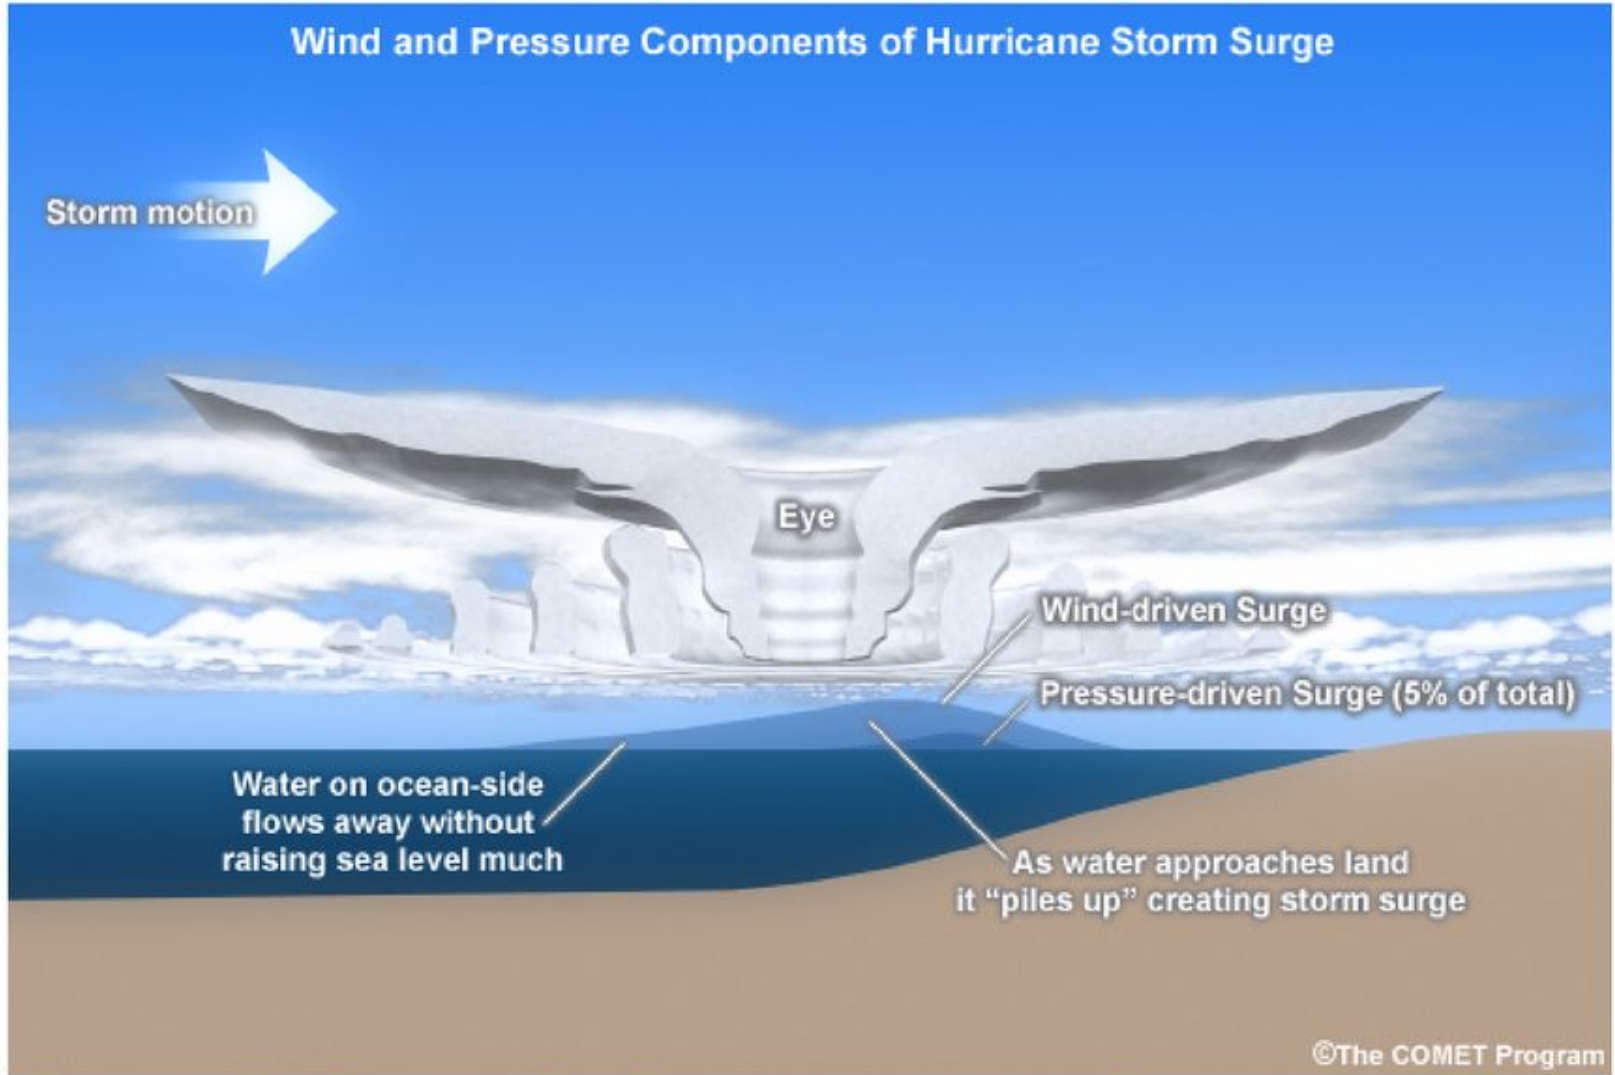 Wind and Pressure Components of Hurricane Storm Surge
Storm motion
Eye
Wind-driven Surge
Pressure-driven Surge (5% of total)
Water on ocean-side
flows away without
raising sea level much
As water approaches land
it “piles up” creating storm surge
©The COMET Program